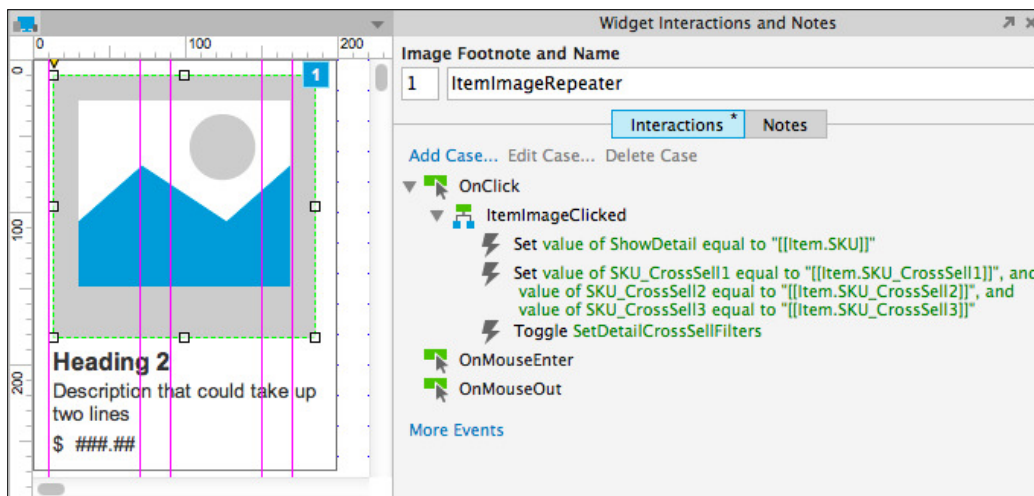 Widget Interactions and Notes
0 100 200
Image Footnote and Name
0
1
1 ItemImageRepeater
Interactions * Notes
Add Case... Edit Case... Delete Case
OnClick
ItemImageClicked
Set value of ShowDetail equal to "[[Item.SKU]]"
100
Set value of SKU_CrossSell1 equal to "[[Item.SKU_CrossSell1]]", and
value of SKU_CrossSell2 equal to "[[Item.SKU_CrossSell2]]", and
value of SKU_CrossSell3 equal to "[[Item.SKU_CrossSell3]]"
Toggle SetDetailCrossSellFilters
OnMouseEnter
OnMouseOut
More Events
Heading 2
200
Description that could take up
two lines
$ ###.##